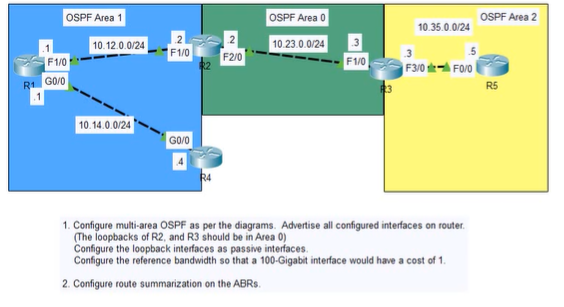 OSPF Area 1
OSPF Area 0
OSPF Area 2
10.35.0.0/24
.1
10.12.0.0/24
.2
F1/0
F1/0
R2
.2
F2/0
10.23.0.0/24
.3
F1/0
R3
.3
F3/0
.5
F0/0
R5
R1
G0/0
.1
10.14.0.0/24
G0/0
.4
R4
1. Configure multi-area OSPF as per the diagrams. Advertise all configured interfaces on router.
(The loopbacks of R2, and R3 should be in Area 0)
Configure the loopback interfaces as passive interfaces.
Configure the reference bandwidth so that a 100-Gigabit interface would have a cost of 1.
2. Configure route summarization on the ABRs.